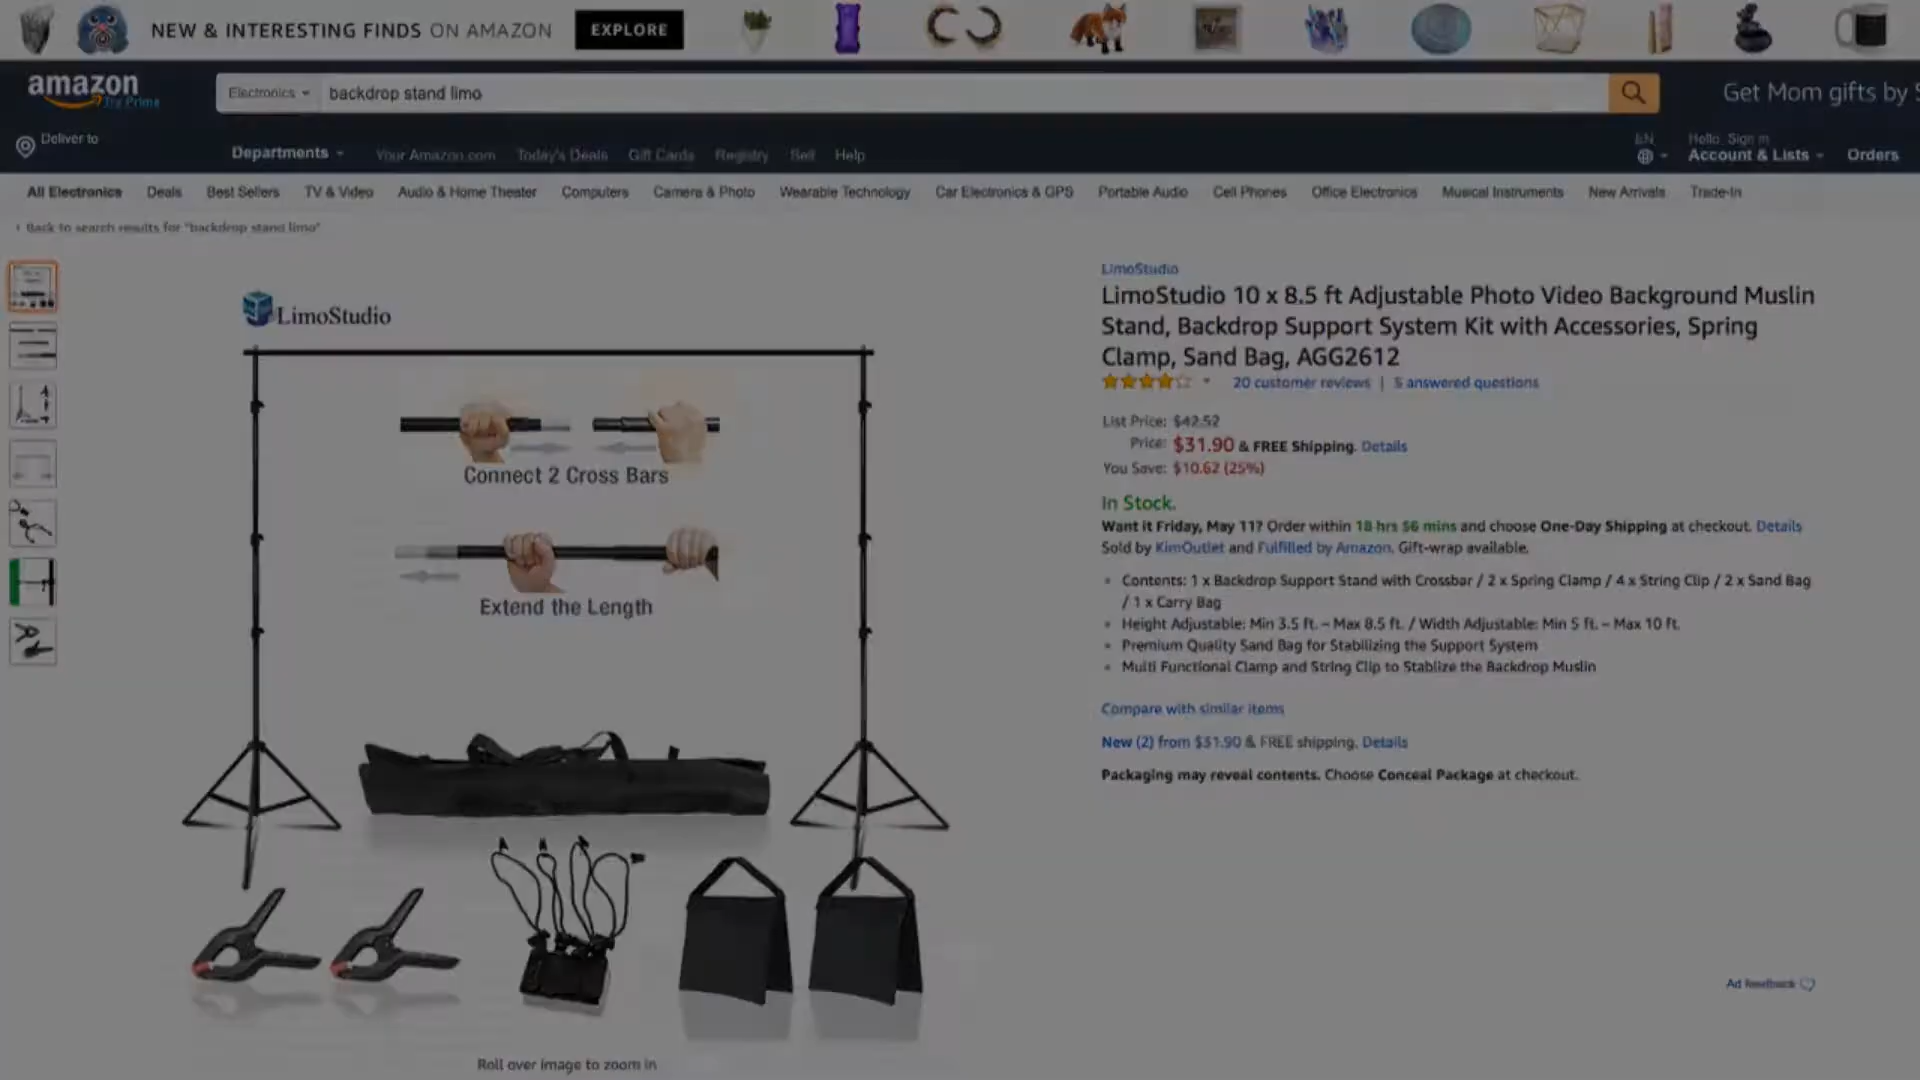 NEW & INTERESTING FINDS ON AMAZON EXPLORE
amazon
Try Prime
Electronics
backdrop stand limo
Get Mom gifts by
Deliver to
Departments
Your Amazon.com Today's Deals Gift Cards Registry Sell Help
EN
Hello. Sign in
Account & Lists
Orders
All Electronics Deals Best Sellers TV & Video Audio & Home Theater Computers Camera & Photo Wearable Technology Car Electronics & GPS Portable Audio Cell Phones Office Electronics Musical Instruments New Arrivals Trade-In
‹ Back to search results for "backdrop stand limo"
LimoStudio
Connect 2 Cross Bars
Extend the Length
Roll over image to zoom in
LimoStudio
LimoStudio 10 x 8.5 ft Adjustable Photo Video Background Muslin
Stand, Backdrop Support System Kit with Accessories, Spring
Clamp, Sand Bag, AGG2612
20 customer reviews | 5 answered questions
List Price: $42.52
Price: $31.90 & FREE Shipping. Details
You Save: $10.62 (25%)
In Stock.
Want it Friday, May 11? Order within 18 hrs 56 mins and choose One-Day Shipping at checkout. Details
Sold by KimOutlet and Fulfilled by Amazon. Gift-wrap available.
Contents: 1 x Backdrop Support Stand with Crossbar / 2 x Spring Clamp / 4 x String Clip / 2 x Sand Bag
/ 1 x Carry Bag
Height Adjustable: Min 3.5 ft. – Max 8.5 ft. / Width Adjustable: Min 5 ft. – Max 10 ft.
Premium Quality Sand Bag for Stabilizing the Support System
Multi Functional Clamp and String Clip to Stablize the Backdrop Muslin
Compare with similar items
New (2) from $31.90 & FREE shipping. Details
Packaging may reveal contents. Choose Conceal Package at checkout.
Ad feedback